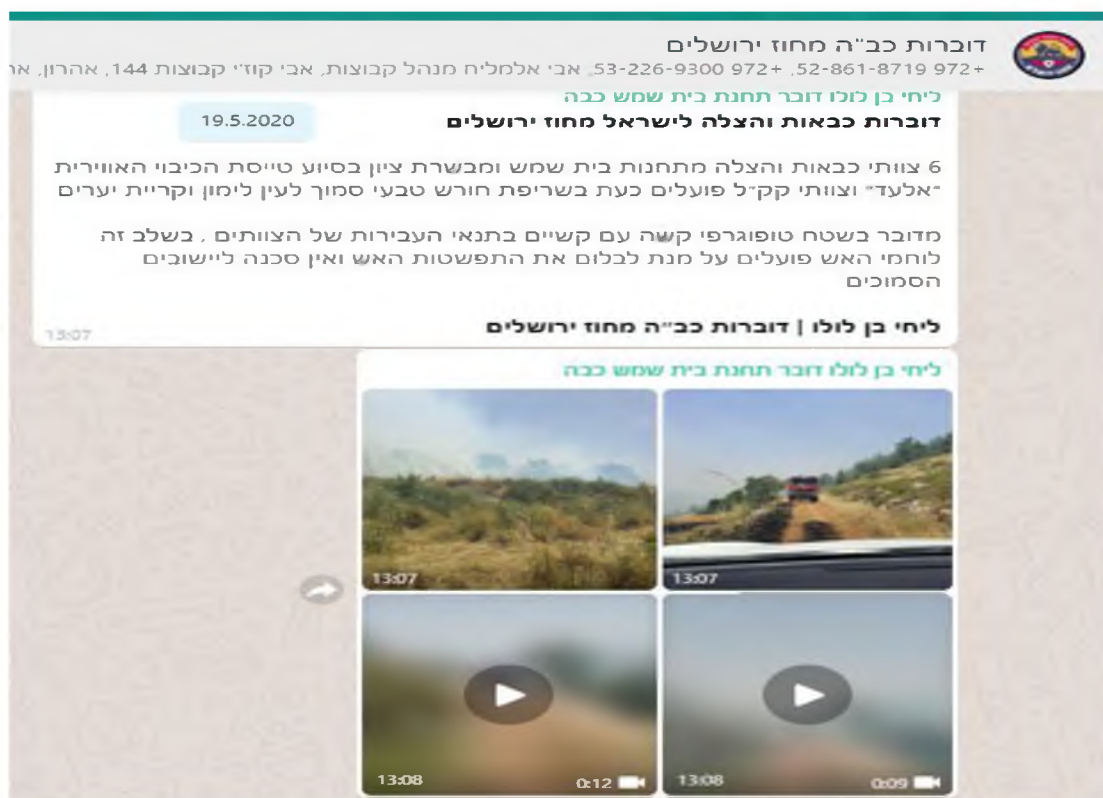 דוברות כב"ה מחוז ירושלים
+972 52-861-8719, +972 53-226-9300, אבי אלמליח מנהל קבוצות, אבי קוז'י קבוצות 144, אהרון, אר
ליחי בן לולו דובר תחנת בית שמש כבה
דוברות כבאות והצלה לישראל מחוז ירושלים
19.5.2020
6 צוותי כבאות והצלה מתחנות בית שמש ומבשרת ציון בסיוע טייסת הכיבוי האווירית
"אלעד" וצוותי קק"ל פועלים כעת בשריפת חורש טבעי סמוך לעין לימון וקריית יערים
מדובר בשטח טופוגרפי קשה עם קשיים בתנאי העבירות של הצוותים , בשלב זה
לוחמי האש פועלים על מנת לבלום את התפשטות האש ואין סכנה ליישובים
הסמוכים
ליחי בן לולו | דוברות כב"ה מחוז ירושלים
13:07
ליחי בן לולו דובר תחנת בית שמש כבה
13:07
13:07
13:08
0:09
13:08
0:12